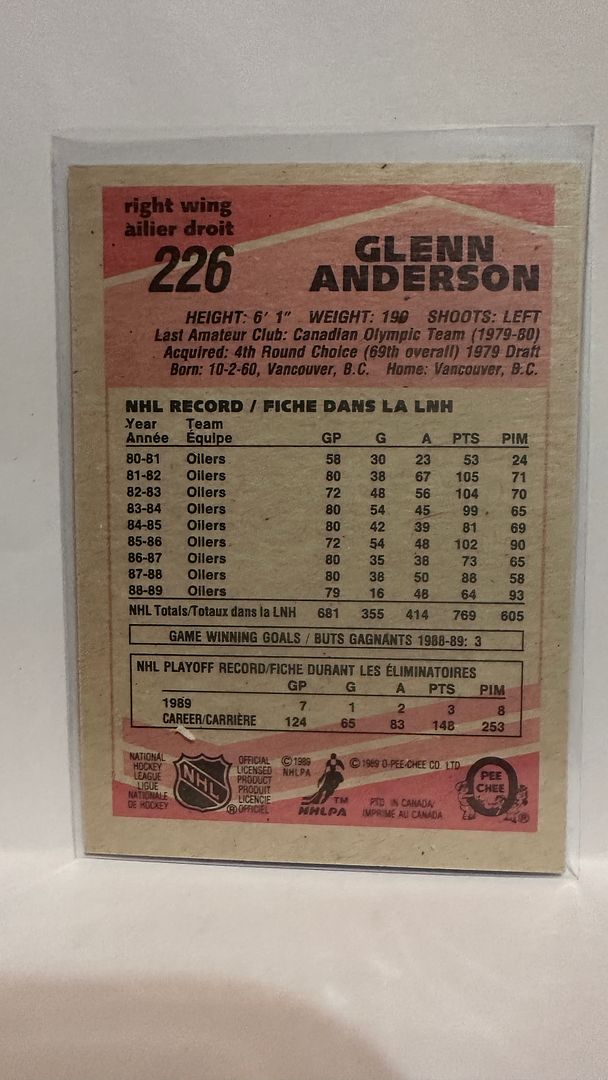 right wing
ailier droit
226
GLENN
ANDERSON
HEIGHT: 6' 1" WEIGHT: 190 SHOOTS: LEFT
Last Amateur Club: Canadian Olympic Team (1979-80)
Acquired: 4th Round Choice (69th overall) 1979 Draft
Born: 10-2-60, Vancouver, B.C. Home: Vancouver, B.C.
NHL RECORD / FICHE DANS LA LNH
Year Team
Année Équipe GP G A PTS PIM
80-81 Oilers 58 30 23 53 24
81-82 Oilers 80 38 67 105 71
82-83 Oilers 72 48 56 104 70
83-84 Oilers 80 54 45 99 65
84-85 Oilers 80 42 39 81 69
85-86 Oilers 72 54 48 102 90
86-87 Oilers 80 35 38 73 65
87-88 Oilers 80 38 50 88 58
88-89 Oilers 79 16 48 64 93
NHL Totals/Totaux dans la LNH 681 355 414 769 605
GAME WINNING GOALS / BUTS GAGNANTS 1988-89: 3
NHL PLAYOFF RECORD/FICHE DURANT LES ÉLIMINATOIRES
GP G A PTS PIM
1989 7 1 2 3 8
CAREER/CARRIÈRE 124 65 83 148 253
NATIONAL
HOCKEY
LEAGUE
LIGUE
NATIONALE
DE HOCKEY
NHL
OFFICIAL
LICENSED
PRODUCT
PRODUIT
LICENCIE
OFFICIEL
®
© 1989
NHLPA
TM
NHLPA
© 1989 O-PEE-CHEE CO. LTD.
PTD. IN CANADA/
IMPRIMÉ AU CANADA
O
PEE
CHEE
®